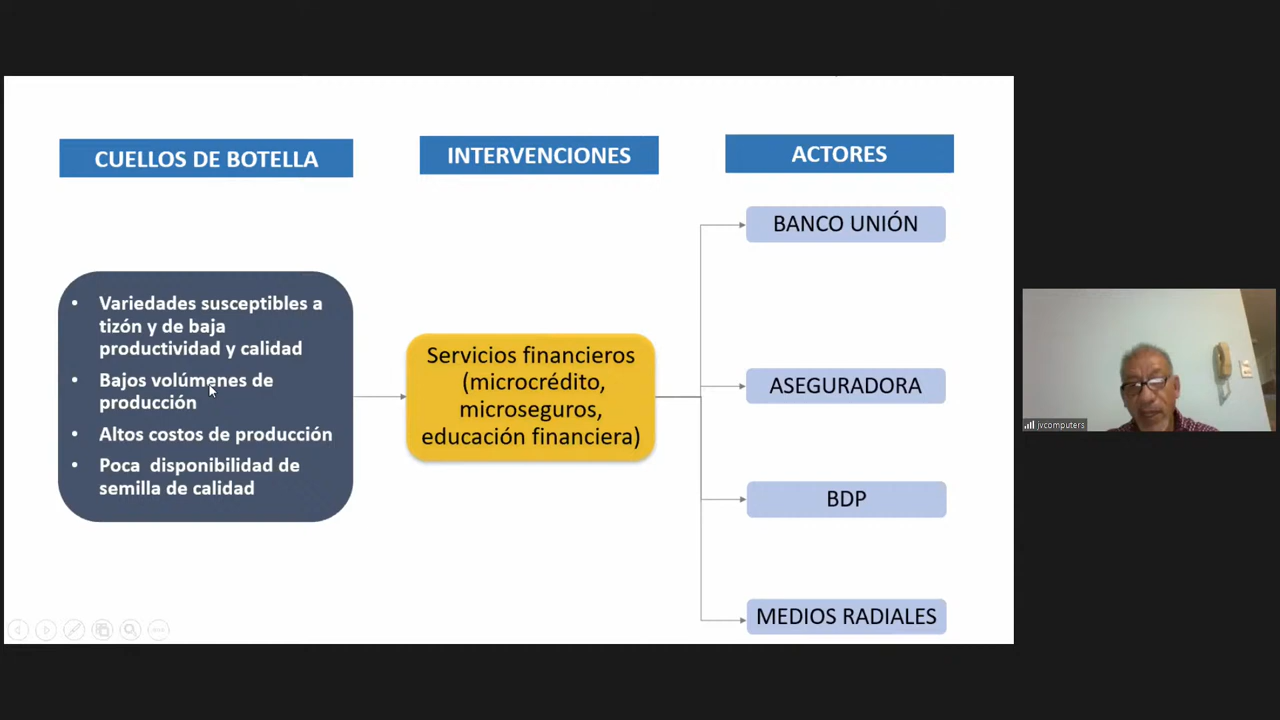 CUELLOS DE BOTELLA
INTERVENCIONES
ACTORES
• Variedades susceptibles a
tizón y de baja
productividad y calidad
• Bajos volúmenes de
producción
• Altos costos de producción
• Poca disponibilidad de
semilla de calidad
Servicios financieros
(microcrédito,
microseguros,
educación financiera)
BANCO UNIÓN
ASEGURADORA
BDP
MEDIOS RADIALES
jvcomputers